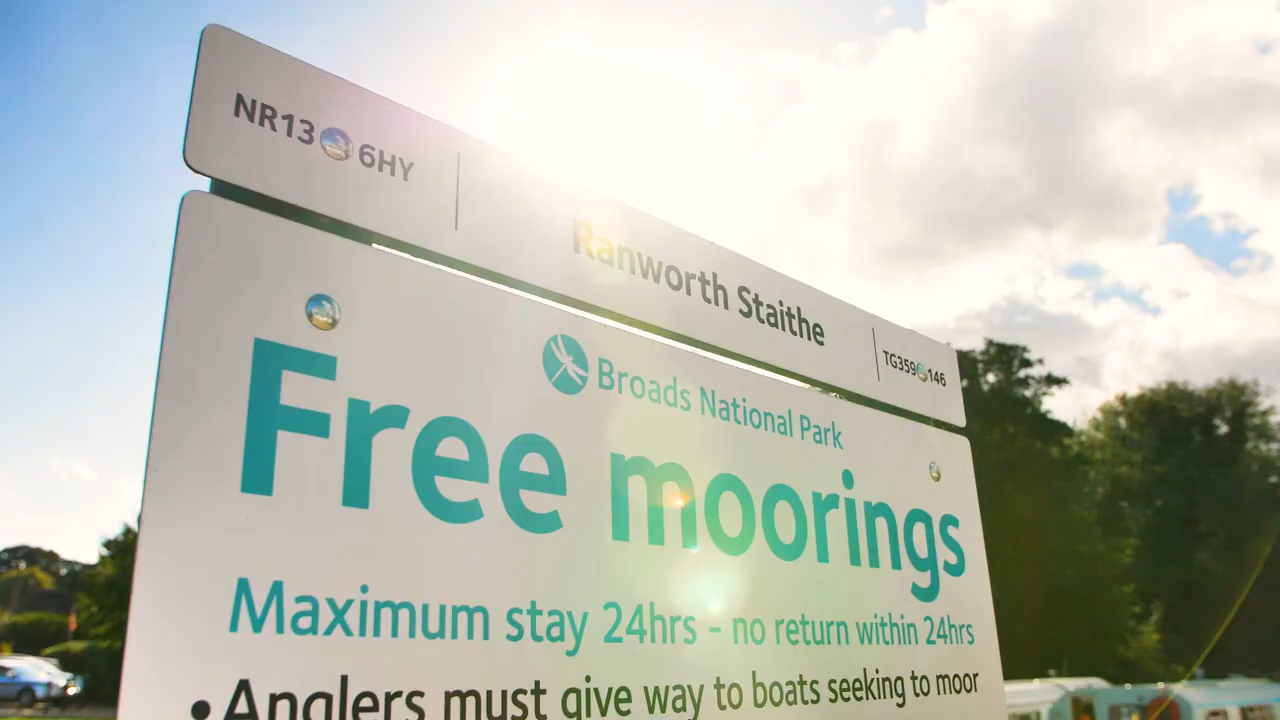 NR13 6HY
Ranworth Staithe
TG359 146
Broads National Park
Free moorings
Maximum stay 24hrs - no return within 24hrs
• Anglers must give way to boats seeking to moor